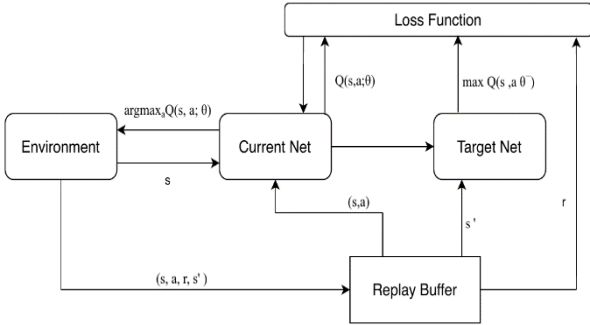 Loss Function
Q(s,a;θ)
max Q(s ,a θ⁻)
argmaxₐQ(s, a; θ)
Environment
Current Net
Target Net
s
(s,a)
s '
r
(s, a, r, s' )
Replay Buffer